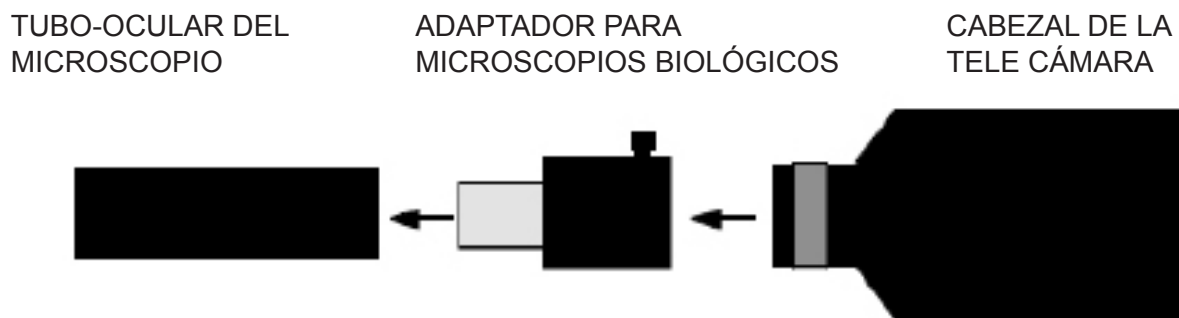 TUBO-OCULAR DEL
MICROSCOPIO
ADAPTADOR PARA
MICROSCOPIOS BIOLÓGICOS
CABEZAL DE LA
TELE CÁMARA